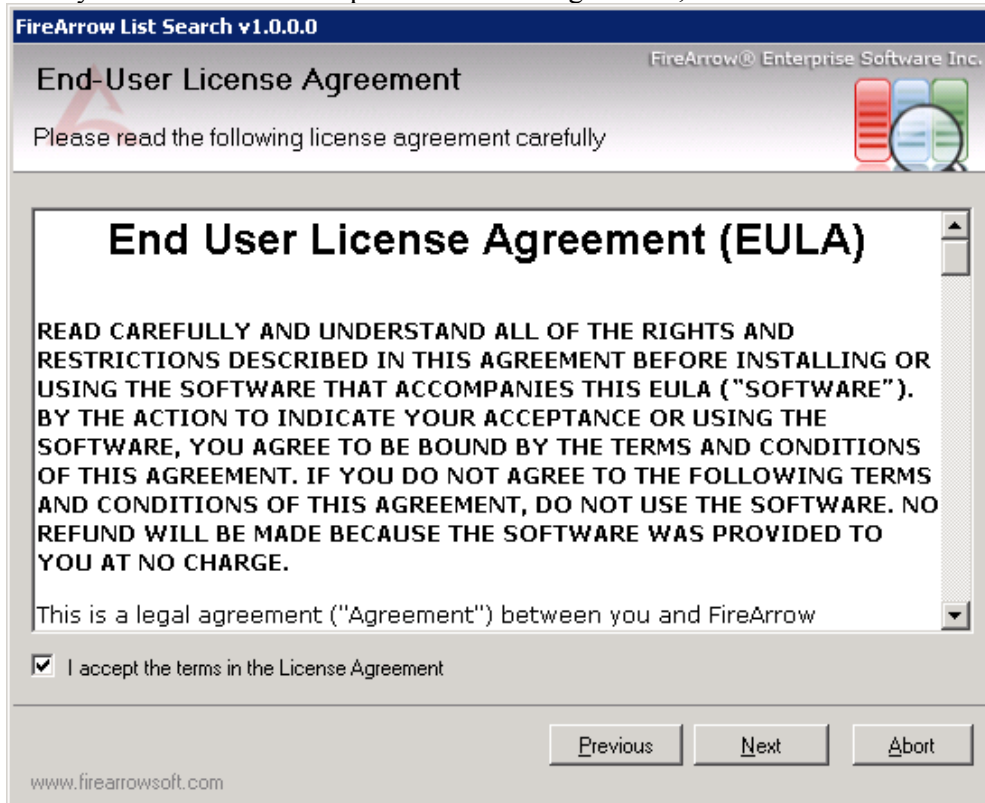 FireArrow List Search v1.0.0.0
FireArrow® Enterprise Software Inc.
End-User License Agreement
Please read the following license agreement carefully
End User License Agreement (EULA)
READ CAREFULLY AND UNDERSTAND ALL OF THE RIGHTS AND
RESTRICTIONS DESCRIBED IN THIS AGREEMENT BEFORE INSTALLING OR
USING THE SOFTWARE THAT ACCOMPANIES THIS EULA ("SOFTWARE").
BY THE ACTION TO INDICATE YOUR ACCEPTANCE OR USING THE
SOFTWARE, YOU AGREE TO BE BOUND BY THE TERMS AND CONDITIONS
OF THIS AGREEMENT. IF YOU DO NOT AGREE TO THE FOLLOWING TERMS
AND CONDITIONS OF THIS AGREEMENT, DO NOT USE THE SOFTWARE. NO
REFUND WILL BE MADE BECAUSE THE SOFTWARE WAS PROVIDED TO
YOU AT NO CHARGE.
This is a legal agreement ("Agreement") between you and FireArrow
I accept the terms in the License Agreement
Previous Next Abort
www.firearrowsoft.com